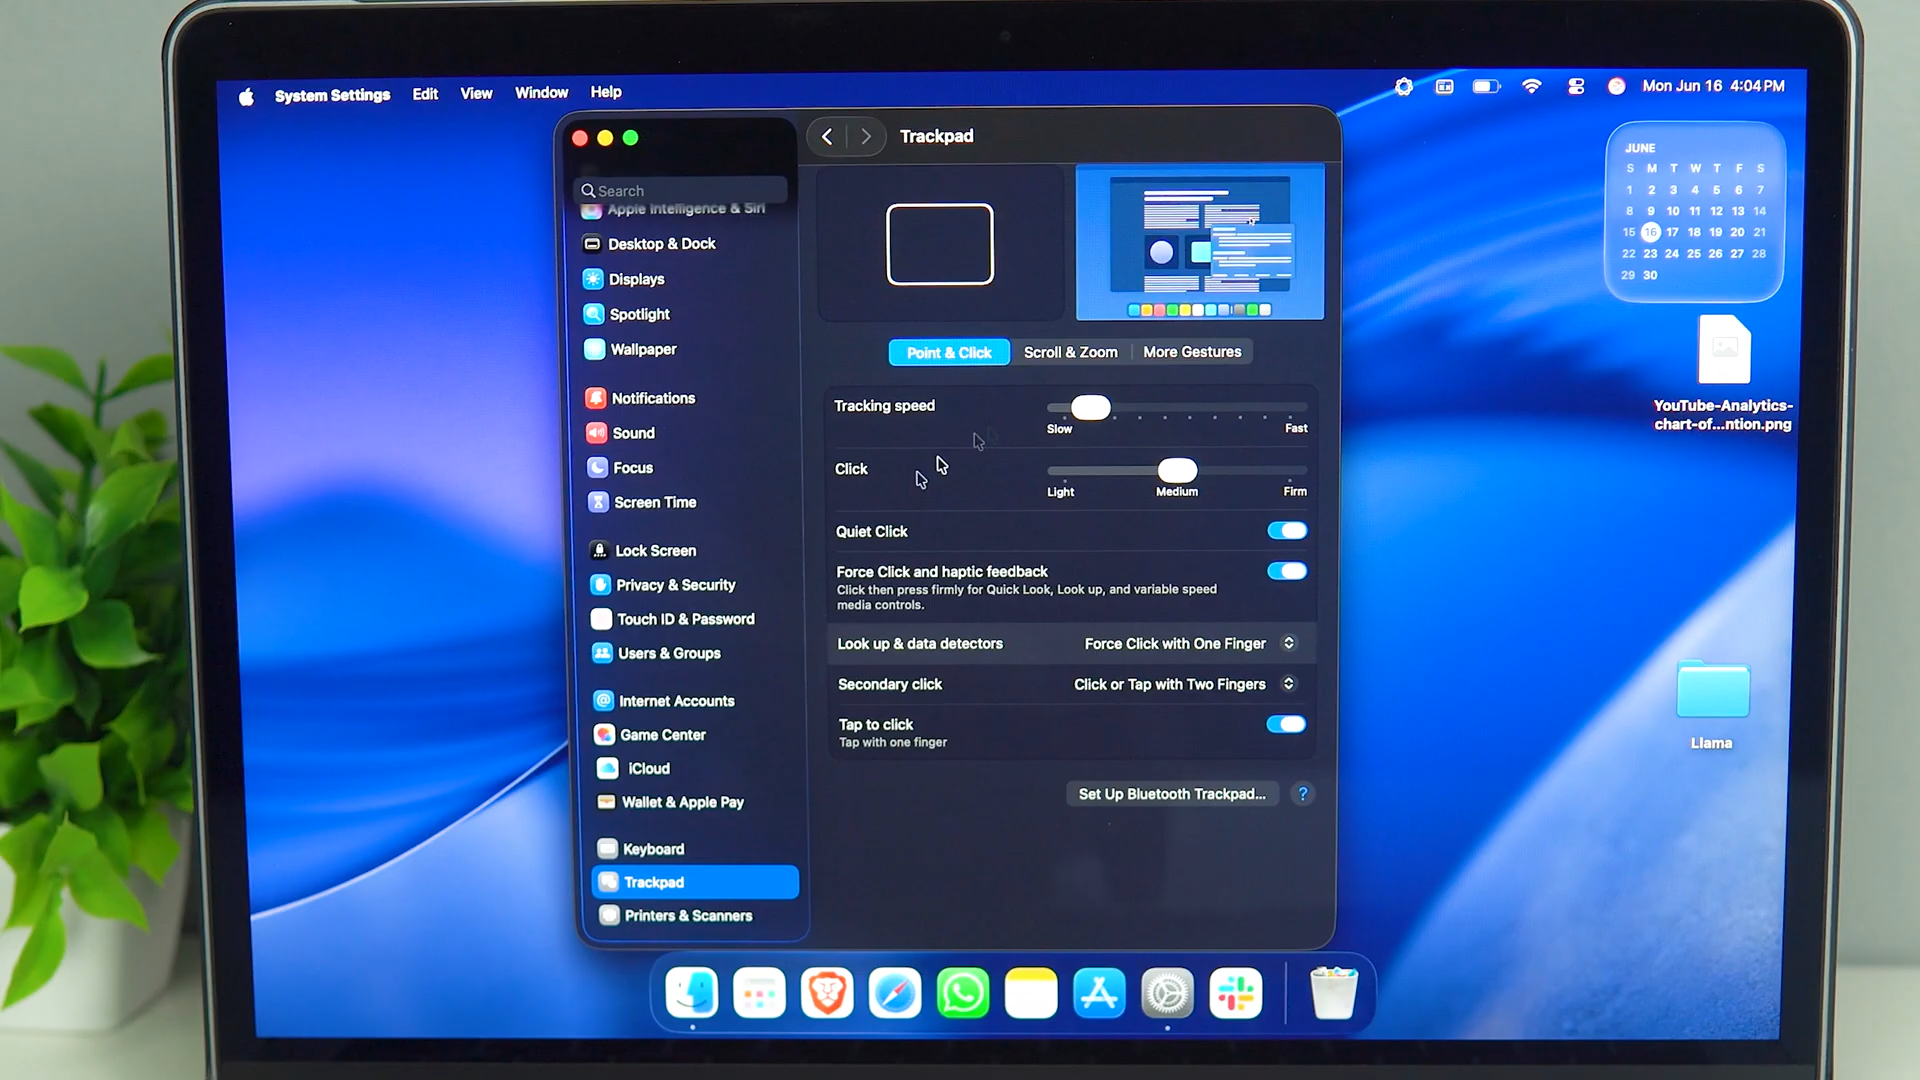 System Settings Edit View Window Help
Mon Jun 16 4:04 PM
Search
Apple Intelligence & Siri
Desktop & Dock
Displays
Spotlight
Wallpaper
Notifications
Sound
Focus
Screen Time
Lock Screen
Privacy & Security
Touch ID & Password
Users & Groups
Internet Accounts
Game Center
iCloud
Wallet & Apple Pay
Keyboard
Trackpad
Printers & Scanners
Trackpad
Point & Click Scroll & Zoom More Gestures
Tracking speed
Slow Fast
Click
Light Medium Firm
Quiet Click
Force Click and haptic feedback
Click then press firmly for Quick Look, Look up, and variable speed
media controls.
Look up & data detectors Force Click with One Finger
Secondary click Click or Tap with Two Fingers
Tap to click
Tap with one finger
Set Up Bluetooth Trackpad... ?
JUNE
S M T W T F S
1 2 3 4 5 6 7
8 9 10 11 12 13 14
15 16 17 18 19 20 21
22 23 24 25 26 27 28
29 30
YouTube-Analytics-
chart-of...ntion.png
Llama